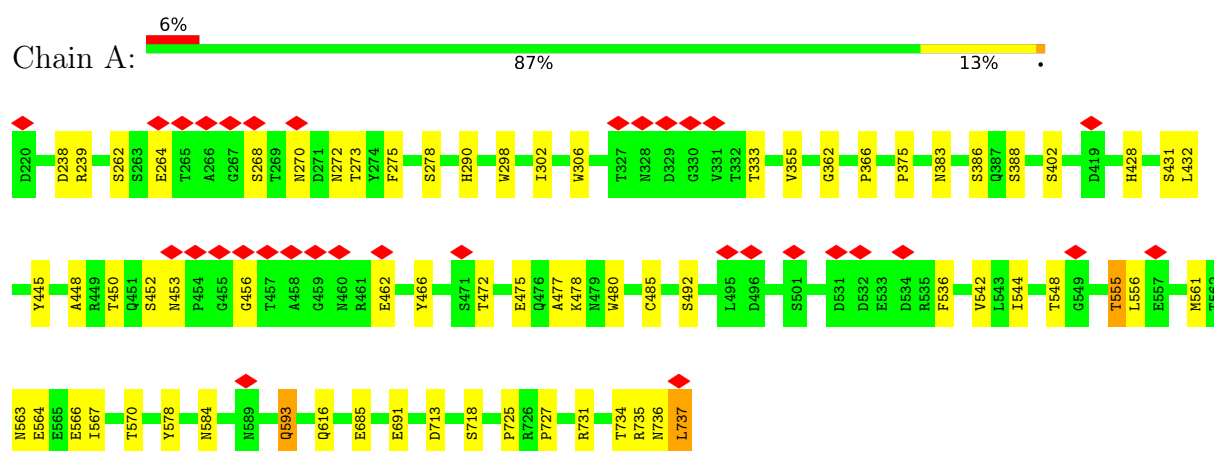 6%
Chain A:
87% 13% •
D220 D238 R239 S262 S263 E264 T265 A266 G267 S268 T269 N270 D271 N272 T273 Y274 F275 S278 H290 W298 I302 W306 T327 N328 D329 G330 V331 T332 T333 V355 G362 P366 P375 N383 S386 Q387 S388 S402 D419 H428 S431 L432
Y445 A448 R449 T450 Q451 S452 N453 P454 G455 G456 T457 A458 G459 N460 R461 E462 Y466 S471 T472 E475 Q476 A477 K478 N479 W480 C485 S492 L495 D496 S501 D531 D532 E533 D534 R535 F536 V542 L543 I544 T548 G549 T555 L556 E557 M561 T562
N563 E564 E565 E566 I567 T570 Y578 N584 N589 Q593 Q616 E685 E691 D713 S718 P725 R726 P727 R731 T734 R735 N736 L737